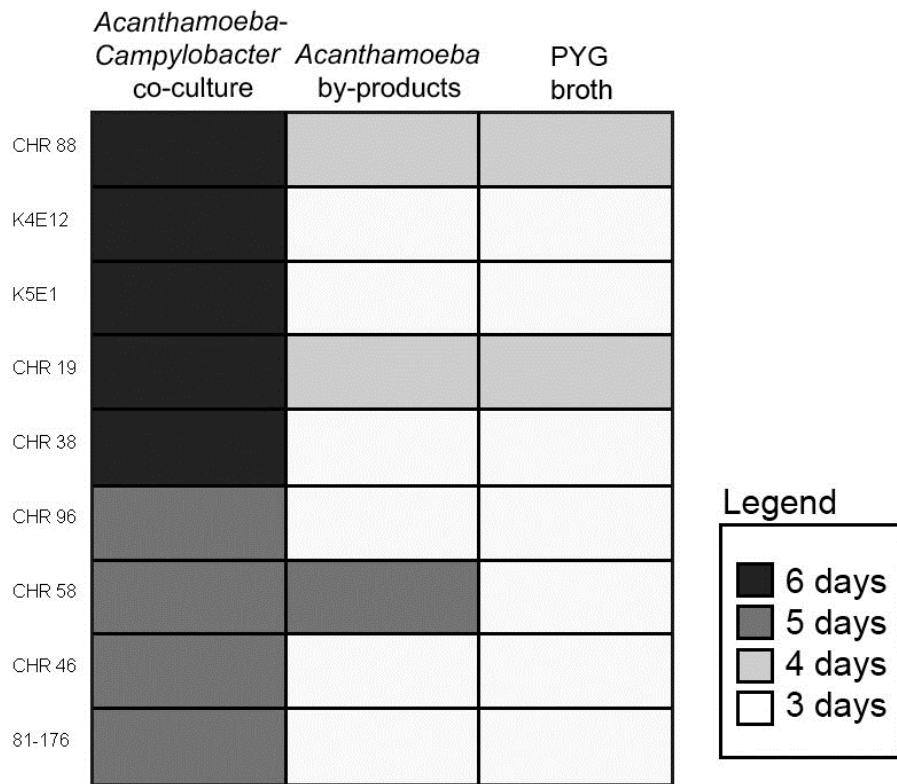 Acanthamoeba-
Campylobacter
co-culture
Acanthamoeba
by-products
PYG
broth
CHR 88
K4E12
K5E1
CHR 19
CHR 38
CHR 96
CHR 58
CHR 46
81-176
Legend
6 days
5 days
4 days
3 days